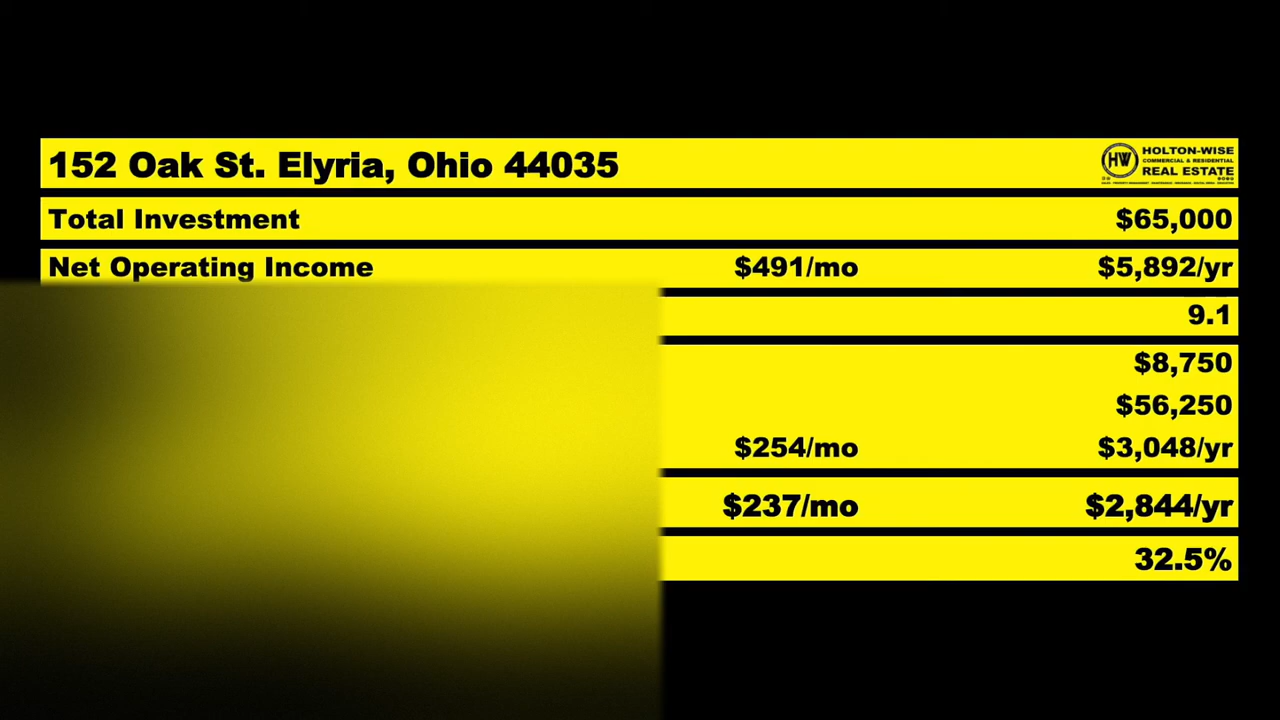 152 Oak St. Elyria, Ohio 44035
HW
HOLTON-WISE
COMMERCIAL & RESIDENTIAL
REAL ESTATE
Total Investment $65,000
Net Operating Income $491/mo $5,892/yr
9.1
$8,750
$56,250
$254/mo $3,048/yr
$237/mo $2,844/yr
32.5%